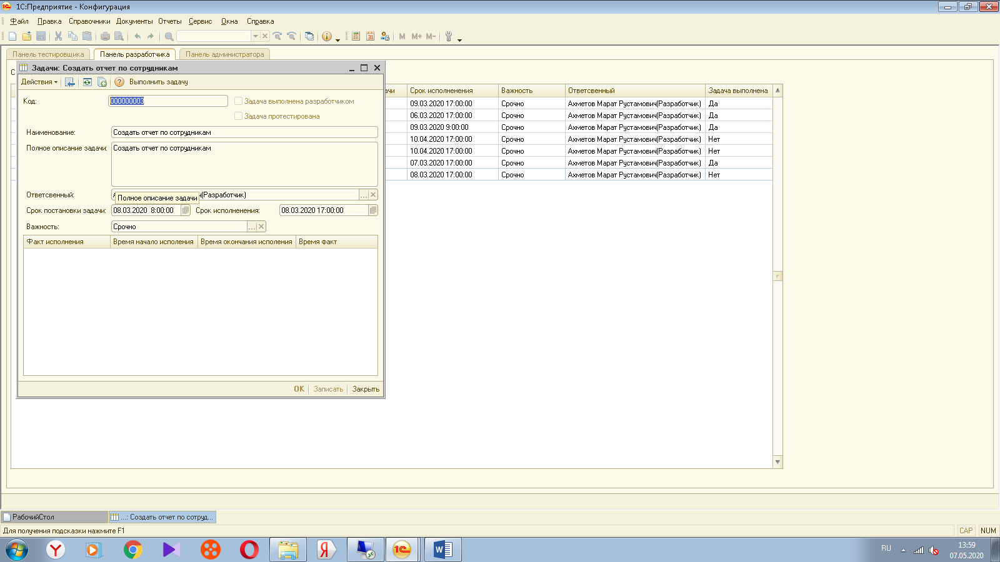 1С:Предприятие - Конфигурация
Файл Правка Справочники Документы Отчеты Сервис Окна Справка
M M+ M-
Панель тестировщика Панель разработчика Панель администратора
Задачи: Создать отчет по сотрудникам
Действия Выполнить задачу
Код: 000000003 Задача выполнена разработчиком
Задача протестирована
Наименование: Создать отчет по сотрудникам
Полное описание задачи: Создать отчет по сотрудникам
Ответсвенный: (Разработчик) ...
Полное описание задачи
Срок постановки задачи: 08.03.2020 8:00:00 Срок исполненения: 08.03.2020 17:00:00
Важность: Срочно ...
Факт исполнения Время начало исполения Время окончания исполения Время факт
OK Записать Закрыть
Срок исполненения Важность Ответсвенный Задача выполнена
09.03.2020 17:00:00 Срочно Ахметов Марат Рустамович(Разработчик) Да
06.03.2020 17:00:00 Срочно Ахметов Марат Рустамович(Разработчик) Да
09.03.2020 9:00:00 Срочно Ахметов Марат Рустамович(Разработчик) Да
10.04.2020 17:00:00 Срочно Ахметов Марат Рустамович(Разработчик) Нет
10.04.2020 17:00:00 Срочно Ахметов Марат Рустамович(Разработчик) Нет
07.03.2020 17:00:00 Срочно Ахметов Марат Рустамович(Разработчик) Да
08.03.2020 17:00:00 Срочно Ахметов Марат Рустамович(Разработчик) Нет
РабочийСтол ...: Создать отчет по сотруд...
Для получения подсказки нажмите F1 CAP NUM
RU 13:59
07.05.2020